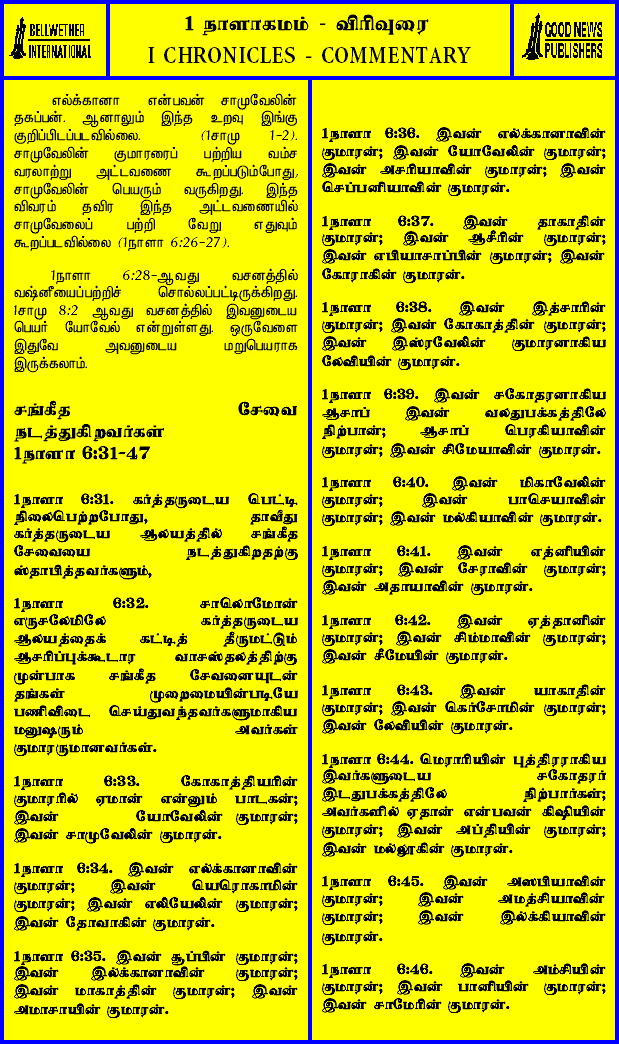 BELLWETHER
INTERNATIONAL
1 நாளாகமம் - விரிவுரை
I CHRONICLES - COMMENTARY
GOOD NEWS
PUBLISHERS
எல்க்கானா என்பவன் சாமுவேலின்
தகப்பன். ஆனாலும் இந்த உறவு இங்கு
குறிப்பிடப்படவில்லை. (1சாமு 1-2).
சாமுவேலின் குமாரரைப் பற்றிய வம்ச
வரலாற்று அட்டவணை கூறப்படும்போது,
சாமுவேலின் பெயரும் வருகிறது. இந்த
விவரம் தவிர இந்த அட்டவணையில்
சாமுவேலைப் பற்றி வேறு எதுவும்
கூறப்படவில்லை (1நாளா 6:26-27).
1நாளா 6:28-ஆவது வசனத்தில்
வஷ்னீயைப்பற்றிச் சொல்லப்பட்டிருக்கிறது.
1சாமு 8:2 ஆவது வசனத்தில் இவனுடைய
பெயர் யோவேல் என்றுள்ளது. ஒருவேளை
இதுவே அவனுடைய மறுபெயராக
இருக்கலாம்.
சங்கீத சேவை
நடத்துகிறவர்கள்
1நாளா 6:31-47
1நாளா 6:31. கர்த்தருடைய பெட்டி
நிலைபெற்றபோது, தாவீது
கர்த்தருடைய ஆலயத்தில் சங்கீத
சேவையை நடத்துகிறதற்கு
ஸ்தாபித்தவர்களும்,
1நாளா 6:32. சாலொமோன்
எருசலேமிலே கர்த்தருடைய
ஆலயத்தைக் கட்டித் தீருமட்டும்
ஆசரிப்புக்கூடார வாசஸ்தலத்திற்கு
முன்பாக சங்கீத சேவனையுடன்
தங்கள் முறைமையின்படியே
பணிவிடை செய்துவந்தவர்களுமாகிய
மனுஷரும் அவர்கள்
குமாரருமானவர்கள்.
1நாளா 6:33. கோகாத்தியரின்
குமாரரில் ஏமான் என்னும் பாடகன்;
இவன் யோவேலின் குமாரன்;
இவன் சாமுவேலின் குமாரன்.
1நாளா 6:34. இவன் எல்க்கானாவின்
குமாரன்; இவன் யெரொகாமின்
குமாரன்; இவன் எலியேலின் குமாரன்;
இவன் தோவாகின் குமாரன்.
1நாளா 6:35. இவன் சூப்பின் குமாரன்;
இவன் இல்க்கானாவின் குமாரன்;
இவன் மாகாத்தின் குமாரன்; இவன்
அமாசாயின் குமாரன்.
1நாளா 6:36. இவன் எல்க்கானாவின்
குமாரன்; இவன் யோவேலின் குமாரன்;
இவன் அசரியாவின் குமாரன்; இவன்
செப்பனியாவின் குமாரன்.
1நாளா 6:37. இவன் தாகாதின்
குமாரன்; இவன் ஆசீரின் குமாரன்;
இவன் எபியாசாப்பின் குமாரன்; இவன்
கோராகின் குமாரன்.
1நாளா 6:38. இவன் இத்சாரின்
குமாரன்; இவன் கோகாத்தின் குமாரன்;
இவன் இஸ்ரவேலின் குமாரனாகிய
லேவியின் குமாரன்.
1நாளா 6:39. இவன் சகோதரனாகிய
ஆசாப் இவன் வலதுபக்கத்திலே
நிற்பான்; ஆசாப் பெரகியாவின்
குமாரன்; இவன் சிமேயாவின் குமாரன்.
1நாளா 6:40. இவன் மிகாவேலின்
குமாரன்; இவன் பாசெயாவின்
குமாரன்; இவன் மல்கியாவின் குமாரன்.
1நாளா 6:41. இவன் எத்னியின்
குமாரன்; இவன் சேராவின் குமாரன்;
இவன் அதாயாவின் குமாரன்.
1நாளா 6:42. இவன் ஏத்தானின்
குமாரன்; இவன் சிம்மாவின் குமாரன்;
இவன் சீமேயின் குமாரன்.
1நாளா 6:43. இவன் யாகாதின்
குமாரன்; இவன் கெர்சோமின் குமாரன்;
இவன் லேவியின் குமாரன்.
1நாளா 6:44. மெராரியின் புத்திரராகிய
இவர்களுடைய சகோதரர்
இடதுபக்கத்திலே நிற்பார்கள்;
அவர்களில் ஏதான் என்பவன் கிஷியின்
குமாரன்; இவன் அப்தியின் குமாரன்;
இவன் மல்லூகின் குமாரன்.
1நாளா 6:45. இவன் அஸபியாவின்
குமாரன்; இவன் அமத்சியாவின்
குமாரன்; இவன் இல்க்கியாவின்
குமாரன்.
1நாளா 6:46. இவன் அம்சியின்
குமாரன்; இவன் பானியின் குமாரன்;
இவன் சாமேரின் குமாரன்.